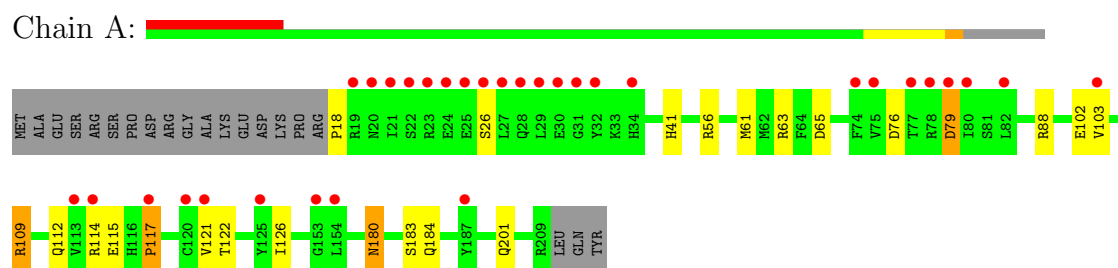 Chain A:
MET ALA GLU SER ARG SER PRO ASP ARG GLY ALA LYS GLU ASP LYS PRO ARG P18 R19 N20 I21 S22 R23 E24 E25 S26 L27 Q28 L29 E30 G31 Y32 K33 H34 H41 R56 M61 M62 R63 F64 D65 F74 V75 D76 T77 R78 D79 I80 S81 L82 R88 E102 V103
R109 Q112 V113 R114 E115 H116 P117 C120 V121 T122 Y125 I126 G153 L154 N180 S183 Q184 Y187 Q201 R209 LEU GLN TYR